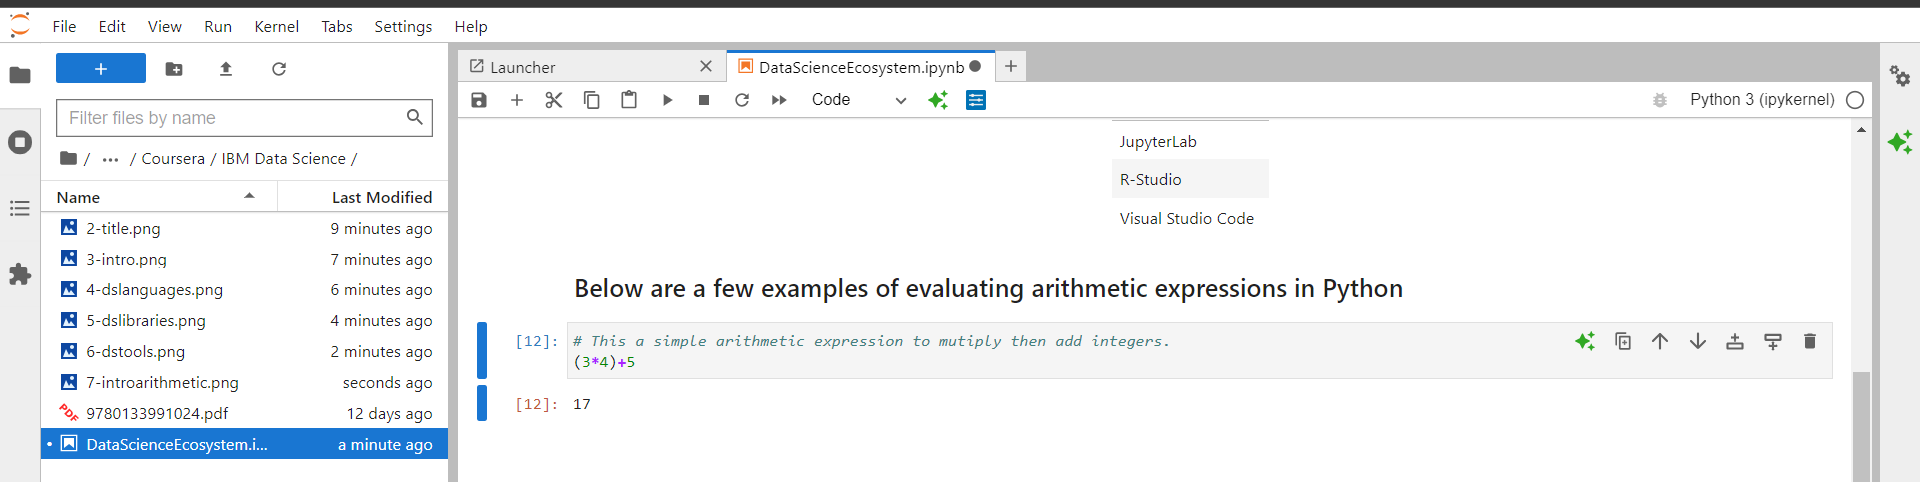 File Edit View Run Kernel Tabs Settings Help
Filter files by name
/ ... / Coursera / IBM Data Science /
Name Last Modified
2-title.png 9 minutes ago
3-intro.png 7 minutes ago
4-dslanguages.png 6 minutes ago
5-dslibraries.png 4 minutes ago
6-dstools.png 2 minutes ago
7-introarithmetic.png seconds ago
PDF 9780133991024.pdf 12 days ago
DataScienceEcosystem.i... a minute ago
Launcher DataScienceEcosystem.ipynb
Code Python 3 (ipykernel)
JupyterLab
R-Studio
Visual Studio Code
Below are a few examples of evaluating arithmetic expressions in Python
[12]: # This a simple arithmetic expression to mutiply then add integers.
(3*4)+5
[12]: 17